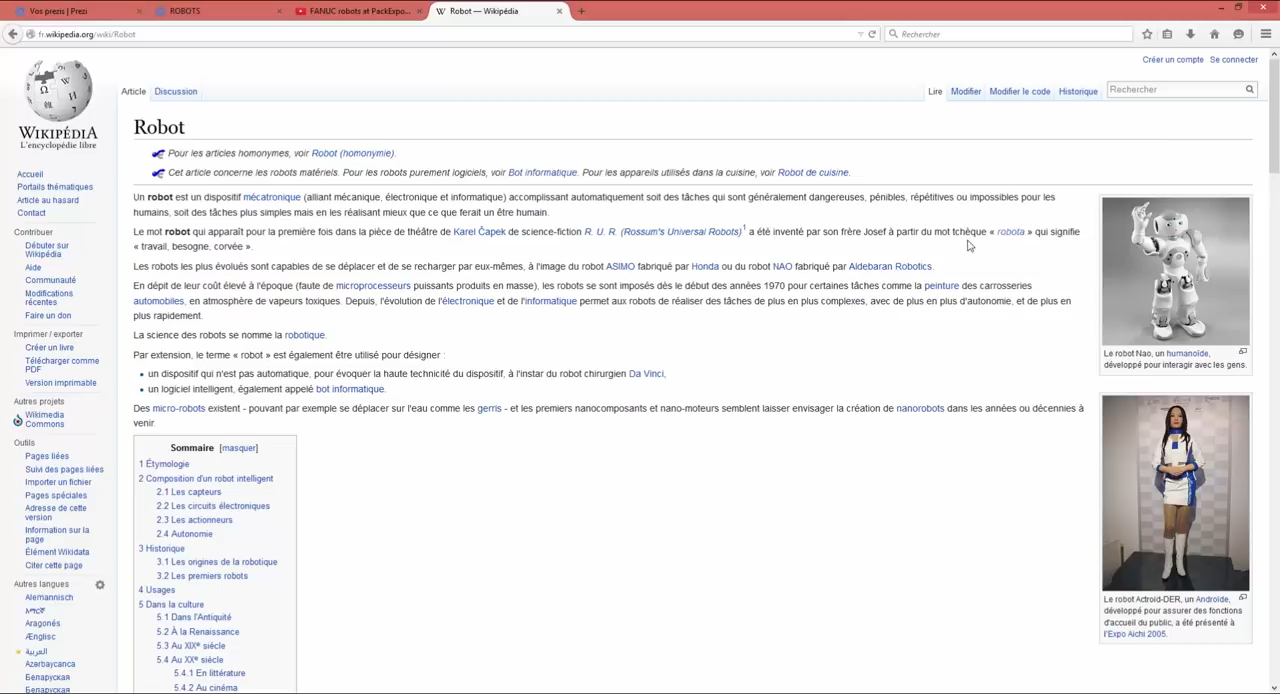 Vos prezis | Prezi
ROBOTS
FANUC robots at PackExpo...
Robot — Wikipédia
fr.wikipedia.org/wiki/Robot
Rechercher
Créer un compte Se connecter
Article Discussion
Lire Modifier Modifier le code Historique
Rechercher
WIKIPÉDIA
L'encyclopédie libre
Accueil
Portails thématiques
Article au hasard
Contact
Contribuer
Débuter sur
Wikipédia
Aide
Communauté
Modifications
récentes
Faire un don
Imprimer / exporter
Créer un livre
Télécharger comme
PDF
Version imprimable
Autres projets
Wikimedia
Commons
Outils
Pages liées
Suivi des pages liées
Importer un fichier
Pages spéciales
Adresse de cette
version
Information sur la
page
Élément Wikidata
Citer cette page
Autres langues
Alemannisch
አማርኛ
Aragonés
Ænglisc
العربية
Azərbaycanca
Беларуская
Беларуская
Robot
Pour les articles homonymes, voir Robot (homonymie).
Cet article concerne les robots matériels. Pour les robots purement logiciels, voir Bot informatique. Pour les appareils utilisés dans la cuisine, voir Robot de cuisine.
Un robot est un dispositif mécatronique (alliant mécanique, électronique et informatique) accomplissant automatiquement soit des tâches qui sont généralement dangereuses, pénibles, répétitives ou impossibles pour les
humains, soit des tâches plus simples mais en les réalisant mieux que ce que ferait un être humain.
Le mot robot qui apparaît pour la première fois dans la pièce de théâtre de Karel Čapek de science-fiction R. U. R. (Rossum's Universal Robots)1 a été inventé par son frère Josef à partir du mot tchèque « robota » qui signifie
« travail, besogne, corvée ».
Les robots les plus évolués sont capables de se déplacer et de se recharger par eux-mêmes, à l'image du robot ASIMO fabriqué par Honda ou du robot NAO fabriqué par Aldebaran Robotics.
En dépit de leur coût élevé à l'époque (faute de microprocesseurs puissants produits en masse), les robots se sont imposés dès le début des années 1970 pour certaines tâches comme la peinture des carrosseries
automobiles, en atmosphère de vapeurs toxiques. Depuis, l'évolution de l'électronique et de l'informatique permet aux robots de réaliser des tâches de plus en plus complexes, avec de plus en plus d'autonomie, et de plus en
plus rapidement.
La science des robots se nomme la robotique.
Par extension, le terme « robot » est également être utilisé pour désigner :
• un dispositif qui n'est pas automatique, pour évoquer la haute technicité du dispositif, à l'instar du robot chirurgien Da Vinci,
• un logiciel intelligent, également appelé bot informatique.
Des micro-robots existent - pouvant par exemple se déplacer sur l'eau comme les gerris - et les premiers nanocomposants et nano-moteurs semblent laisser envisager la création de nanorobots dans les années ou décennies à
venir.
Sommaire [masquer]
1 Étymologie
2 Composition d'un robot intelligent
2.1 Les capteurs
2.2 Les circuits électroniques
2.3 Les actionneurs
2.4 Autonomie
3 Historique
3.1 Les origines de la robotique
3.2 Les premiers robots
4 Usages
5 Dans la culture
5.1 Dans l'Antiquité
5.2 À la Renaissance
5.3 Au XIXe siècle
5.4 Au XXe siècle
5.4.1 En littérature
5.4.2 Au cinéma
Le robot Nao, un humanoïde,
développé pour interagir avec les gens.
Le robot Actroid-DER, un Androïde,
développé pour assurer des fonctions
d'accueil du public, a été présenté à
l'Expo Aichi 2005.